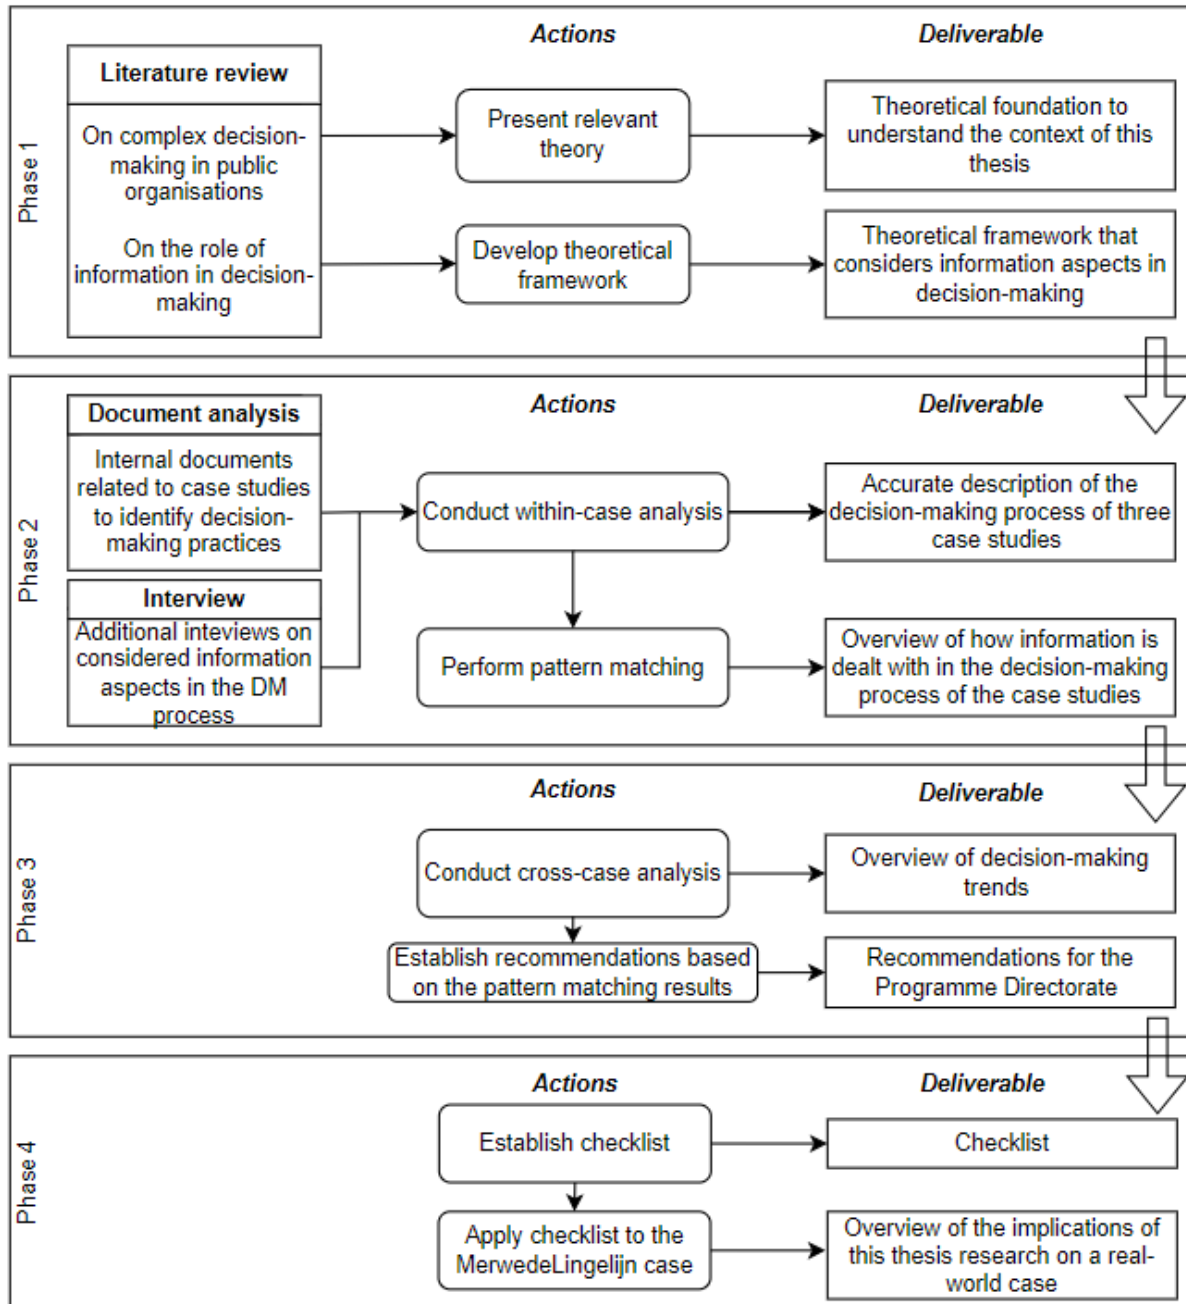 Phase 1
Actions
Deliverable
Literature review
On complex decision-
making in public
organisations
On the role of
information in decision-
making
Present relevant
theory
Theoretical foundation to
understand the context of this
thesis
Develop theoretical
framework
Theoretical framework that
considers information aspects in
decision-making
Phase 2
Actions
Deliverable
Document analysis
Internal documents
related to case studies
to identify decision-
making practices
Interview
Additional inteviews on
considered information
aspects in the DM
process
Conduct within-case analysis
Accurate description of the
decision-making process of three
case studies
Perform pattern matching
Overview of how information is
dealt with in the decision-making
process of the case studies
Phase 3
Actions
Deliverable
Conduct cross-case analysis
Overview of decision-making
trends
Establish recommendations based
on the pattern matching results
Recommendations for the
Programme Directorate
Phase 4
Actions
Deliverable
Establish checklist
Checklist
Apply checklist to the
MerwedeLingelijn case
Overview of the implications of
this thesis research on a real-
world case